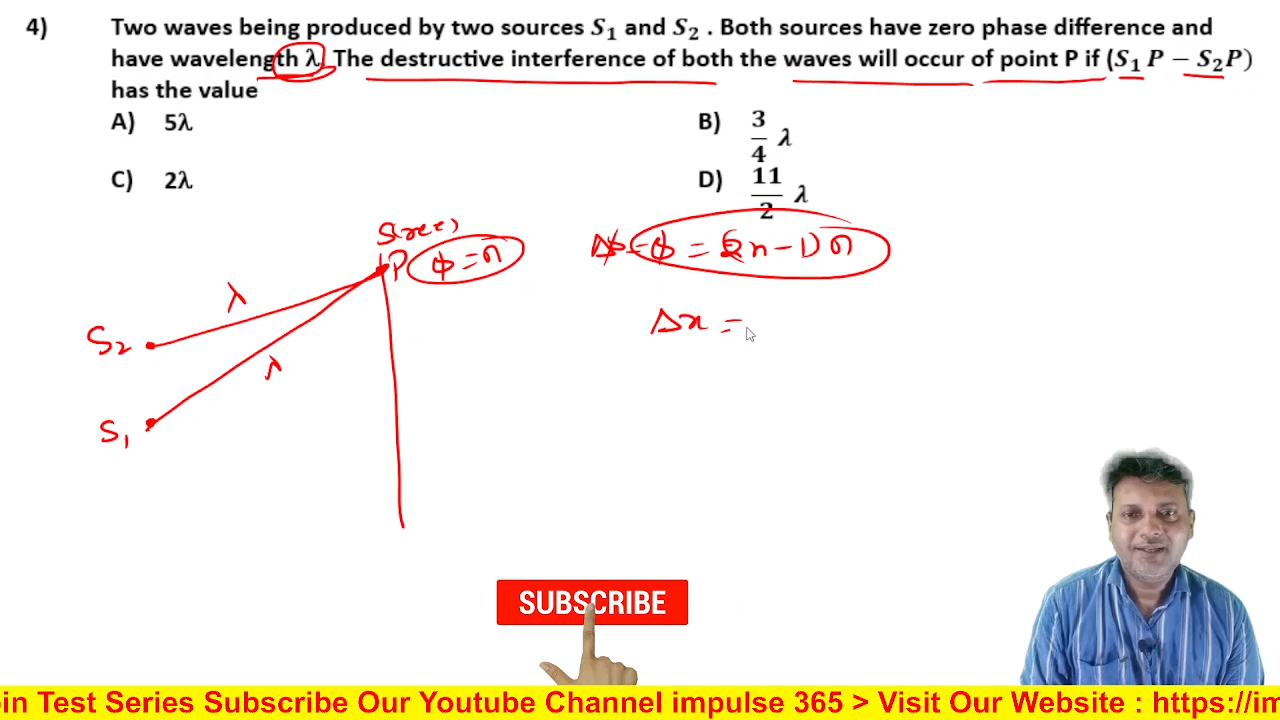 4) Two waves being produced by two sources S₁ and S₂ . Both sources have zero phase difference and
have wavelength λ. The destructive interference of both the waves will occur of point P if (S₁ P − S₂P)
has the value
A) 5λ B) 3/4 λ
C) 2λ D) 11/2 λ
P ϕ = π
Δϕ = ϕ = (2n − 1) π
λ
Δx =
S₂
λ
S₁
SUBSCRIBE
oin Test Series Subscribe Our Youtube Channel impulse 365 > Visit Our Website : https://im